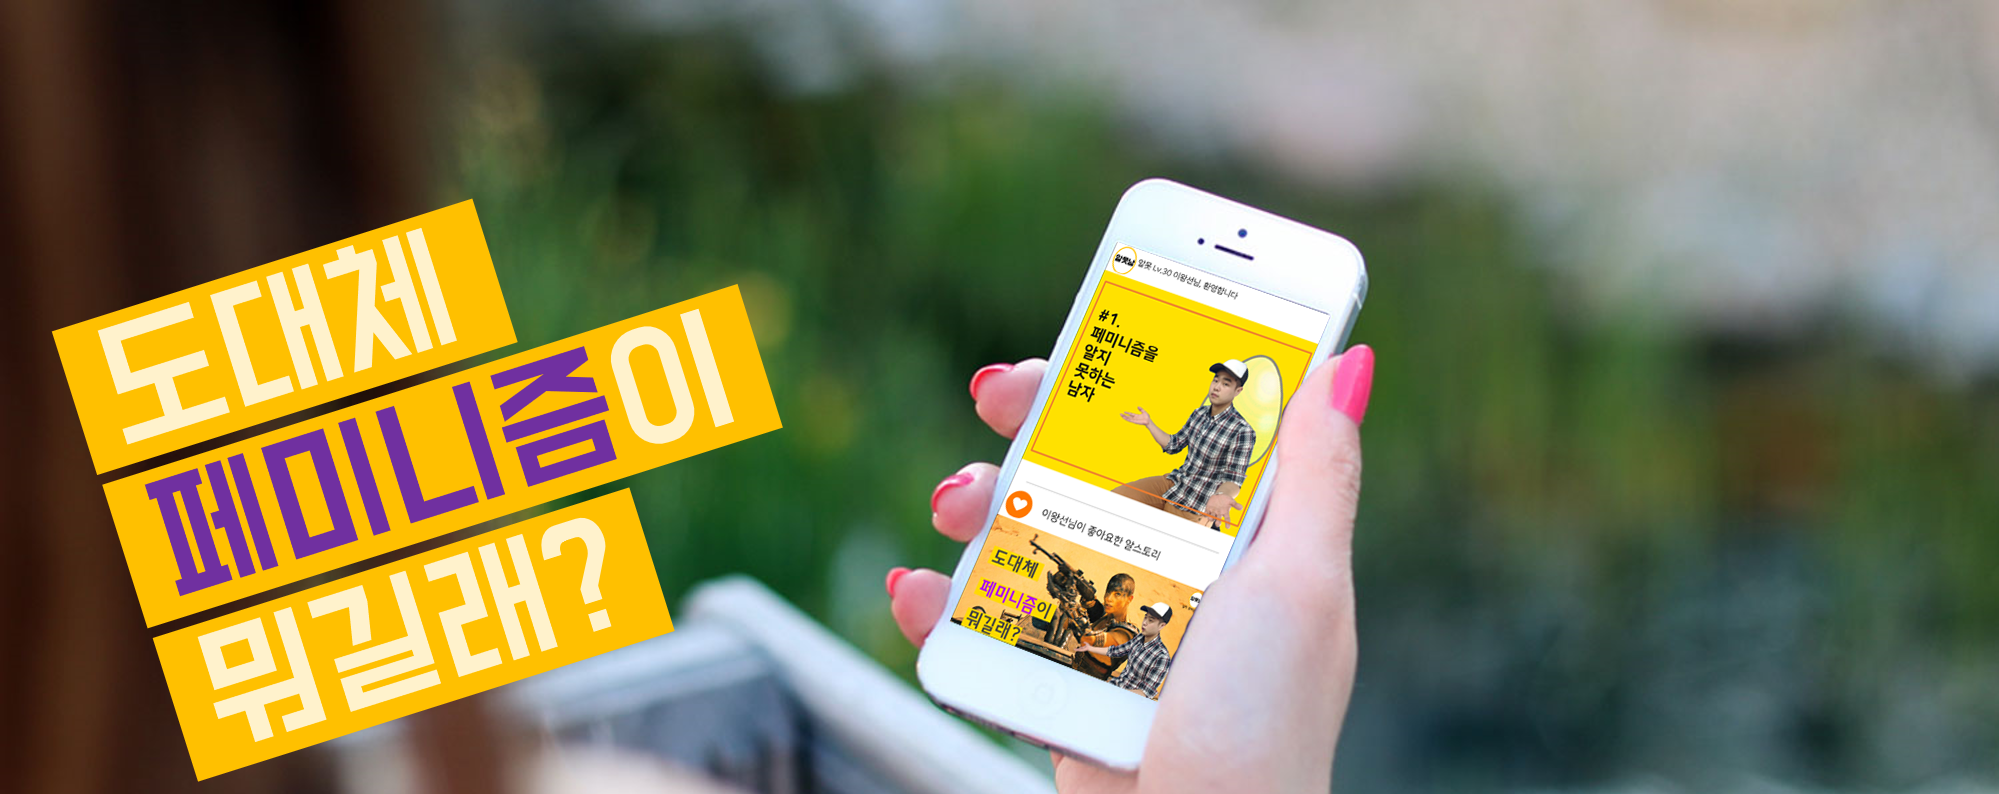 도대체
페미니즘이
뭐길래?
알못남
알못 Lv.30 이왕선님, 환영합니다
#1.
페미니즘을
알지
못하는
남자
이왕선님이 좋아요한 알스토리
도대체
페미니즘이
뭐길래?